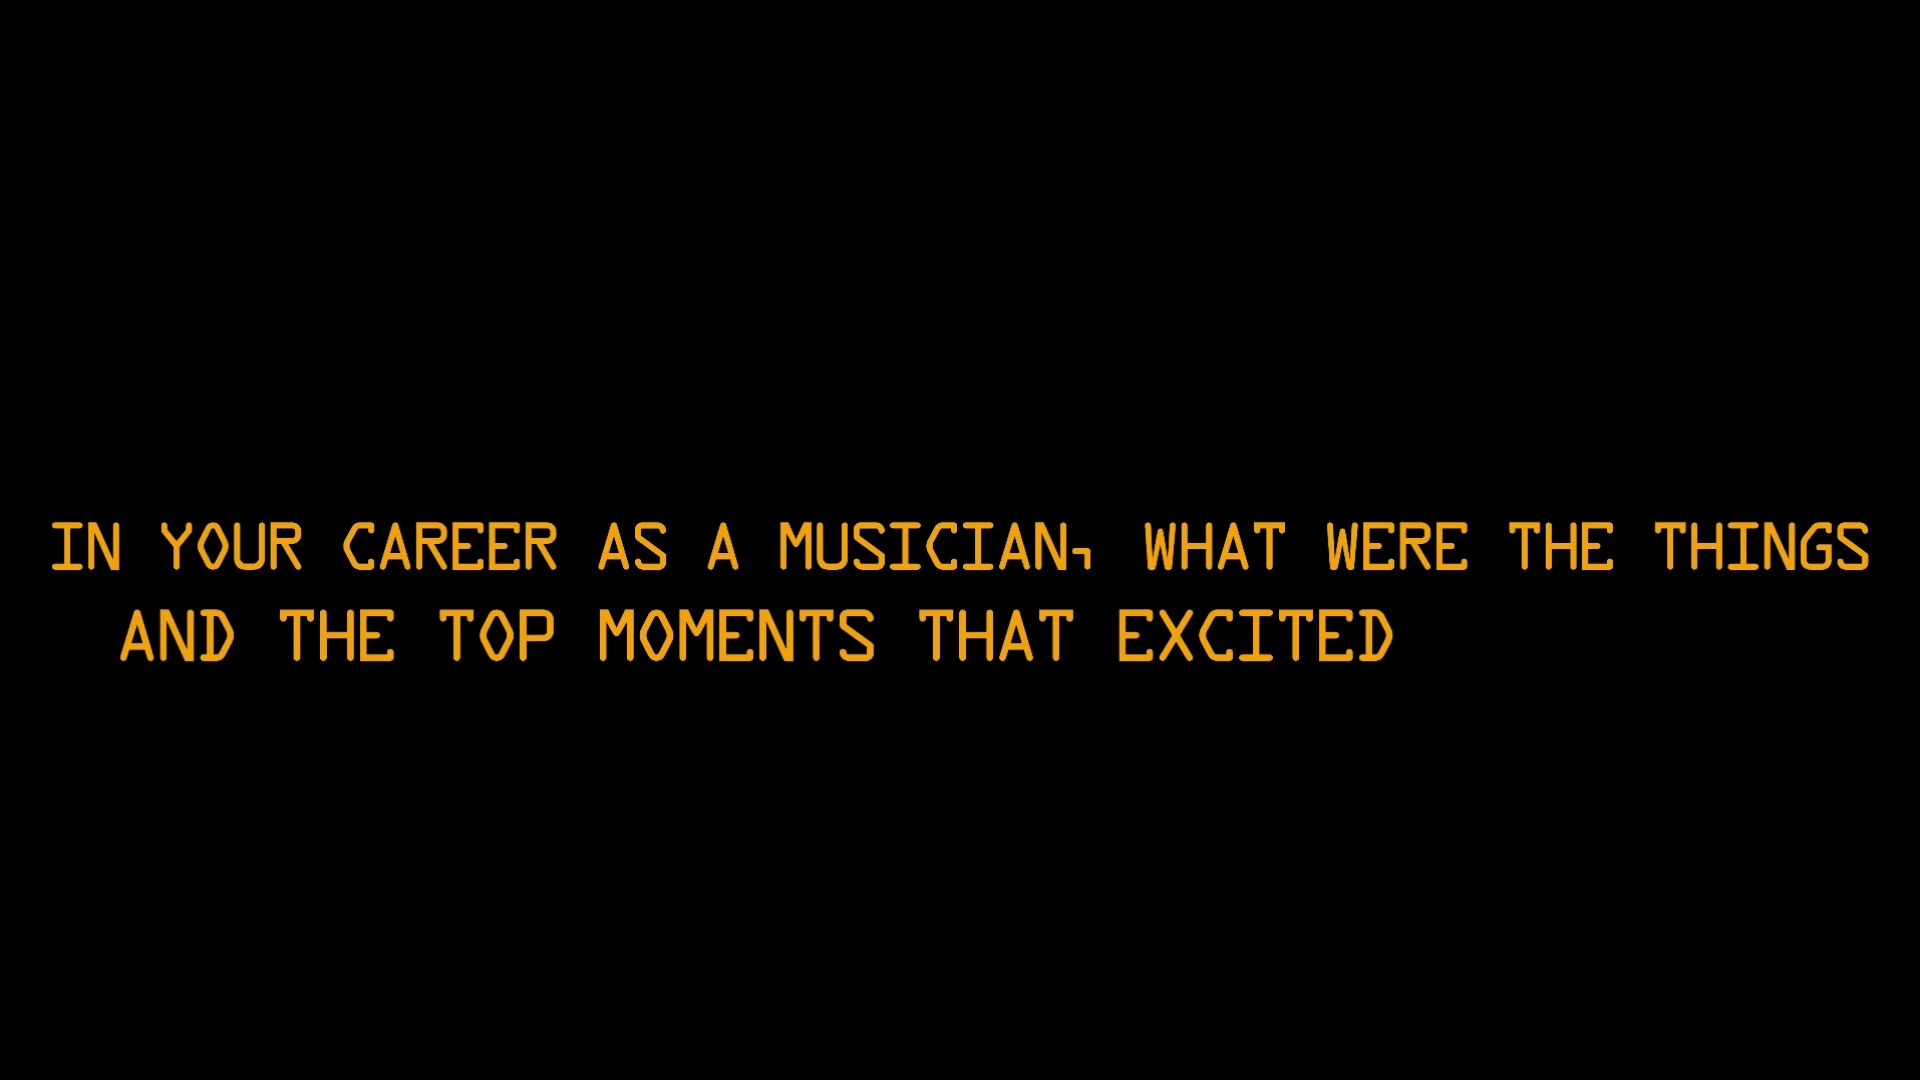 IN YOUR CAREER AS A MUSICIAN, WHAT WERE THE THINGS
AND THE TOP MOMENTS THAT EXCITED